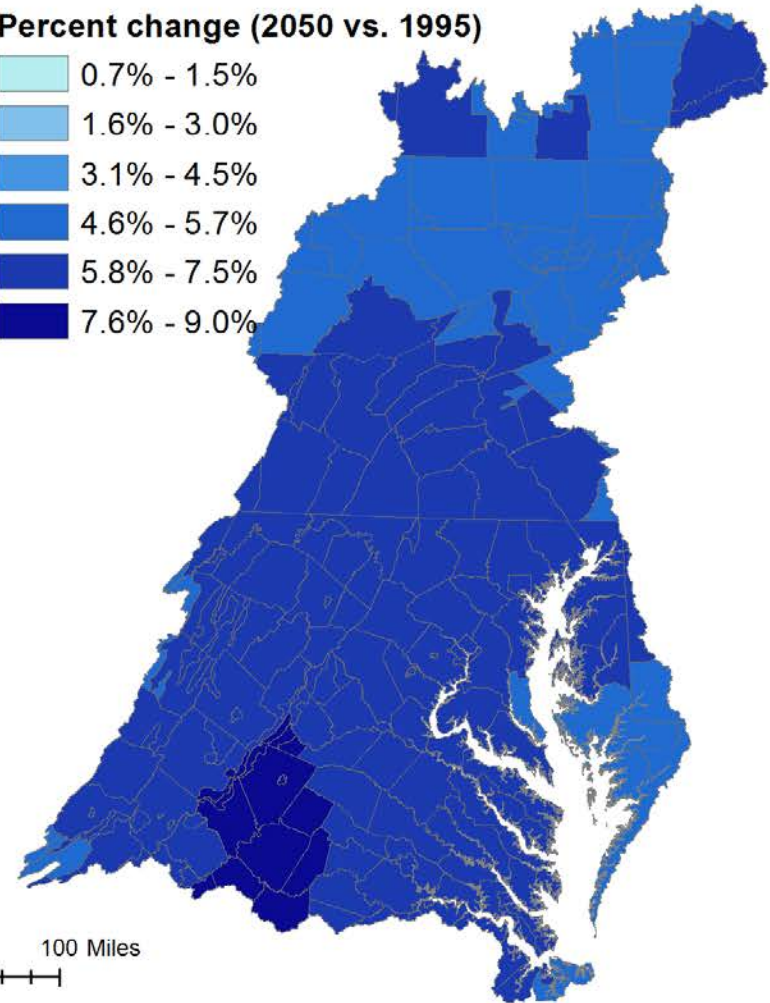 Percent change (2050 vs. 1995)
0.7% - 1.5%
1.6% - 3.0%
3.1% - 4.5%
4.6% - 5.7%
5.8% - 7.5%
7.6% - 9.0%
100 Miles